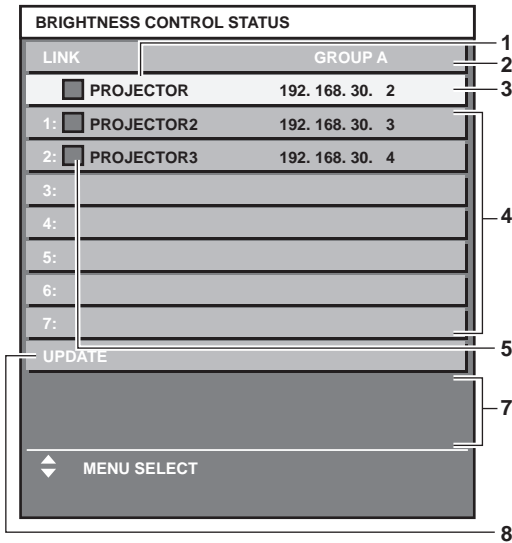 BRIGHTNESS CONTROL STATUS
LINK GROUP A
PROJECTOR 192. 168. 30. 2
1: PROJECTOR2 192. 168. 30. 3
2: PROJECTOR3 192. 168. 30. 4
3:
4:
5:
6:
7:
UPDATE
MENU SELECT
1
2
3
4
5
7
8